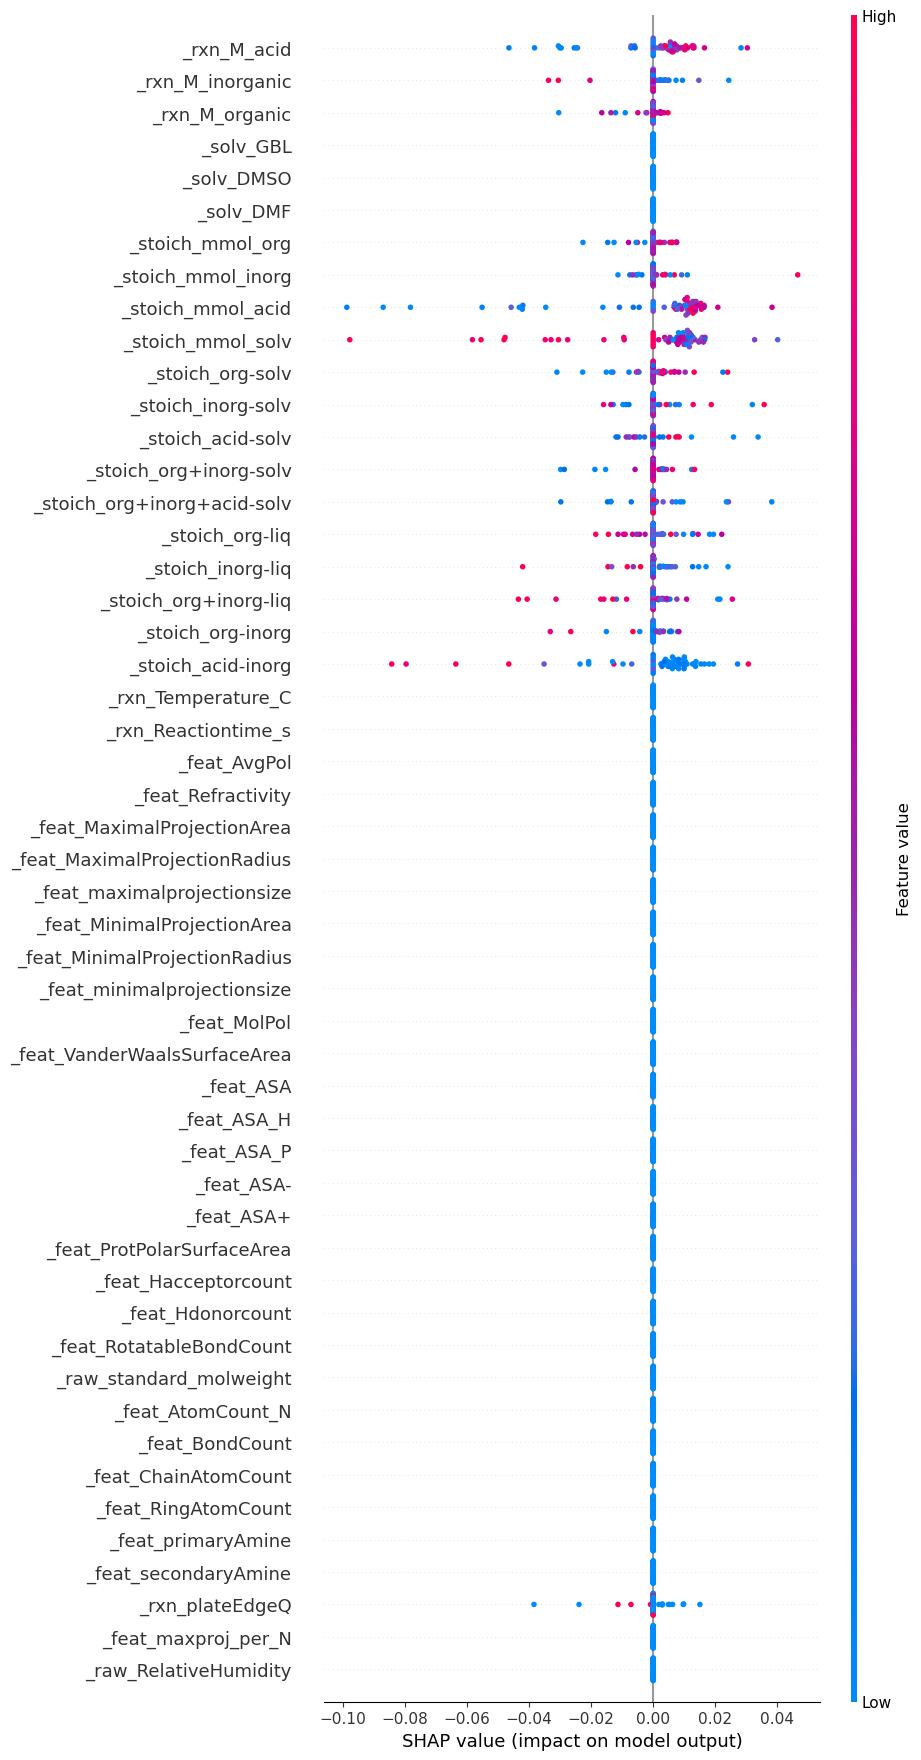 High
_rxn_M_acid
_rxn_M_inorganic
_rxn_M_organic
_solv_GBL
_solv_DMSO
_solv_DMF
_stoich_mmol_org
_stoich_mmol_inorg
_stoich_mmol_acid
_stoich_mmol_solv
_stoich_org-solv
_stoich_inorg-solv
_stoich_acid-solv
_stoich_org+inorg-solv
_stoich_org+inorg+acid-solv
_stoich_org-liq
_stoich_inorg-liq
_stoich_org+inorg-liq
_stoich_org-inorg
_stoich_acid-inorg
_rxn_Temperature_C
_rxn_Reactiontime_s
_feat_AvgPol
_feat_Refractivity
_feat_MaximalProjectionArea
_feat_MaximalProjectionRadius
_feat_maximalprojectionsize
_feat_MinimalProjectionArea
_feat_MinimalProjectionRadius
_feat_minimalprojectionsize
_feat_MolPol
_feat_VanderWaalsSurfaceArea
_feat_ASA
_feat_ASA_H
_feat_ASA_P
_feat_ASA-
_feat_ASA+
_feat_ProtPolarSurfaceArea
_feat_Hacceptorcount
_feat_Hdonorcount
_feat_RotatableBondCount
_raw_standard_molweight
_feat_AtomCount_N
_feat_BondCount
_feat_ChainAtomCount
_feat_RingAtomCount
_feat_primaryAmine
_feat_secondaryAmine
_rxn_plateEdgeQ
_feat_maxproj_per_N
_raw_RelativeHumidity
Feature value
Low
−0.10 −0.08 −0.06 −0.04 −0.02 0.00 0.02 0.04
SHAP value (impact on model output)